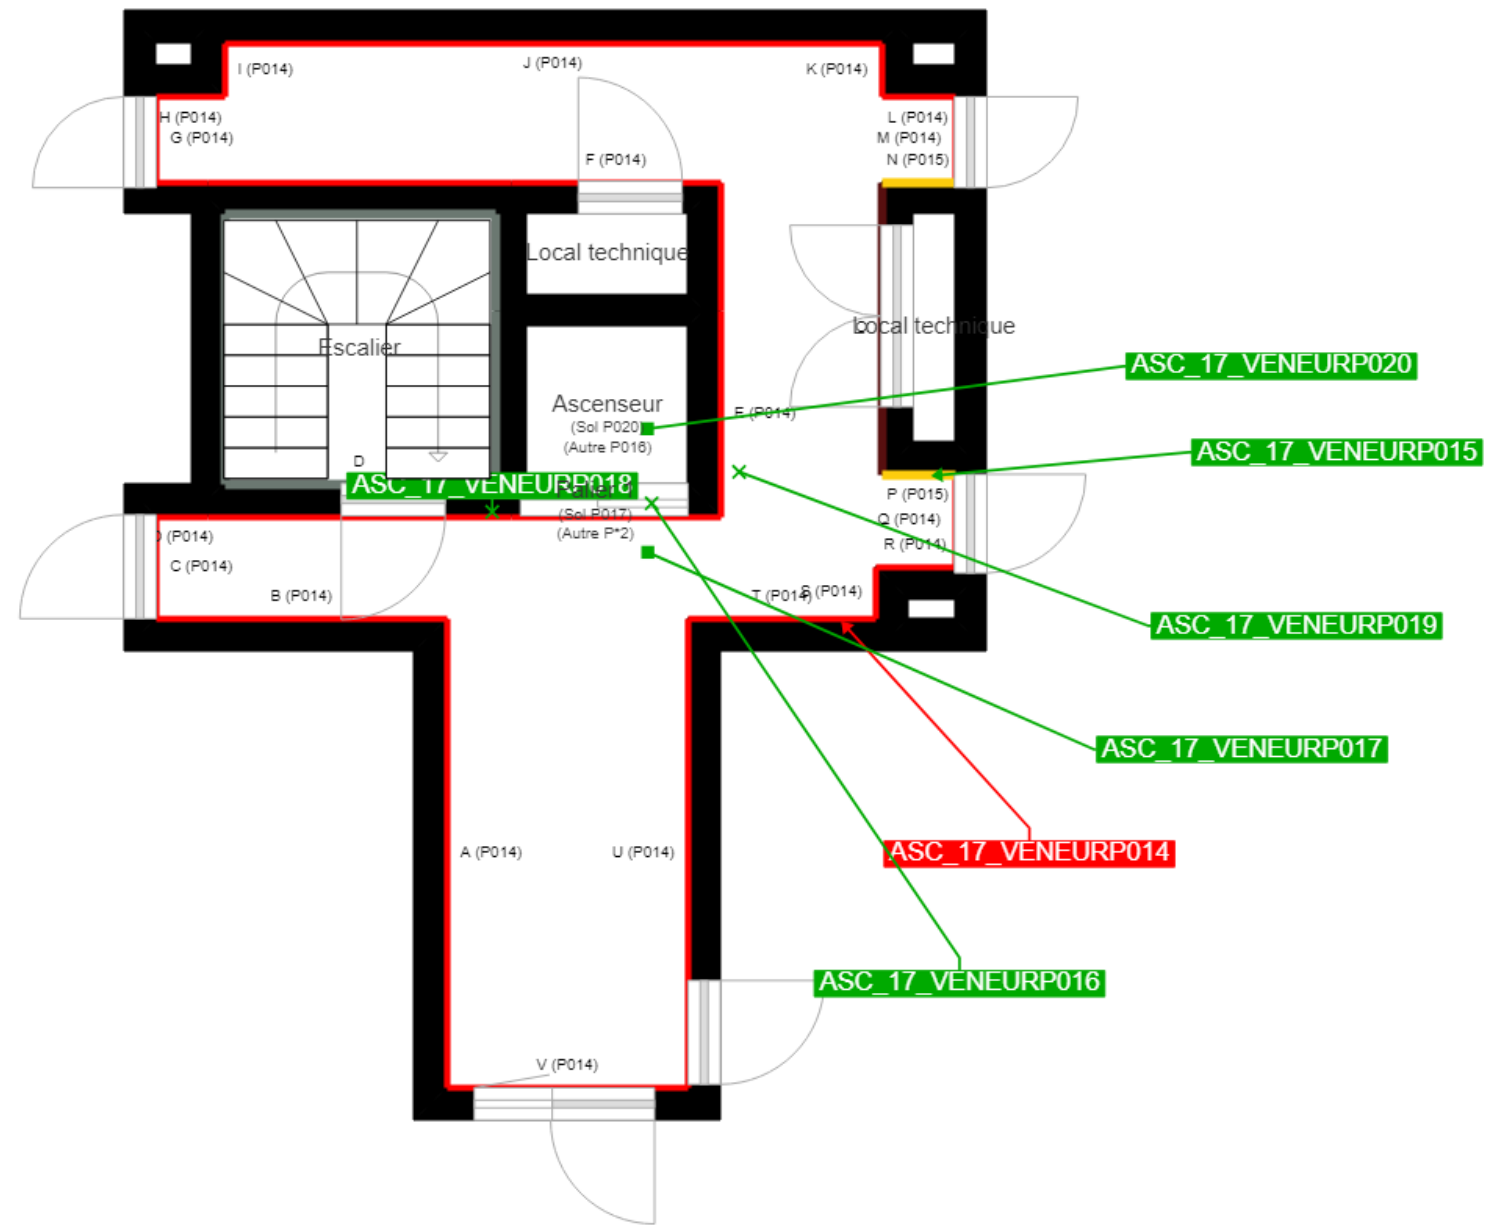 I (P014)
J (P014)
K (P014)
H (P014)
G (P014)
L (P014)
M (P014)
N (P015)
F (P014)
Local technique
Local technique
Escalier
ASC_17_VENEURP020
Ascenseur
(Sol P020)
(Autre P016)
E (P014)
ASC_17_VENEURP015
D
ASC_17_VENEURP018
P (P015)
(Sol P017)
(Autre P*2)
Q (P014)
R (P014)
(P014)
C (P014)
B (P014)
T (P014)
S (P014)
ASC_17_VENEURP019
ASC_17_VENEURP017
A (P014)
U (P014)
ASC_17_VENEURP014
ASC_17_VENEURP016
V (P014)